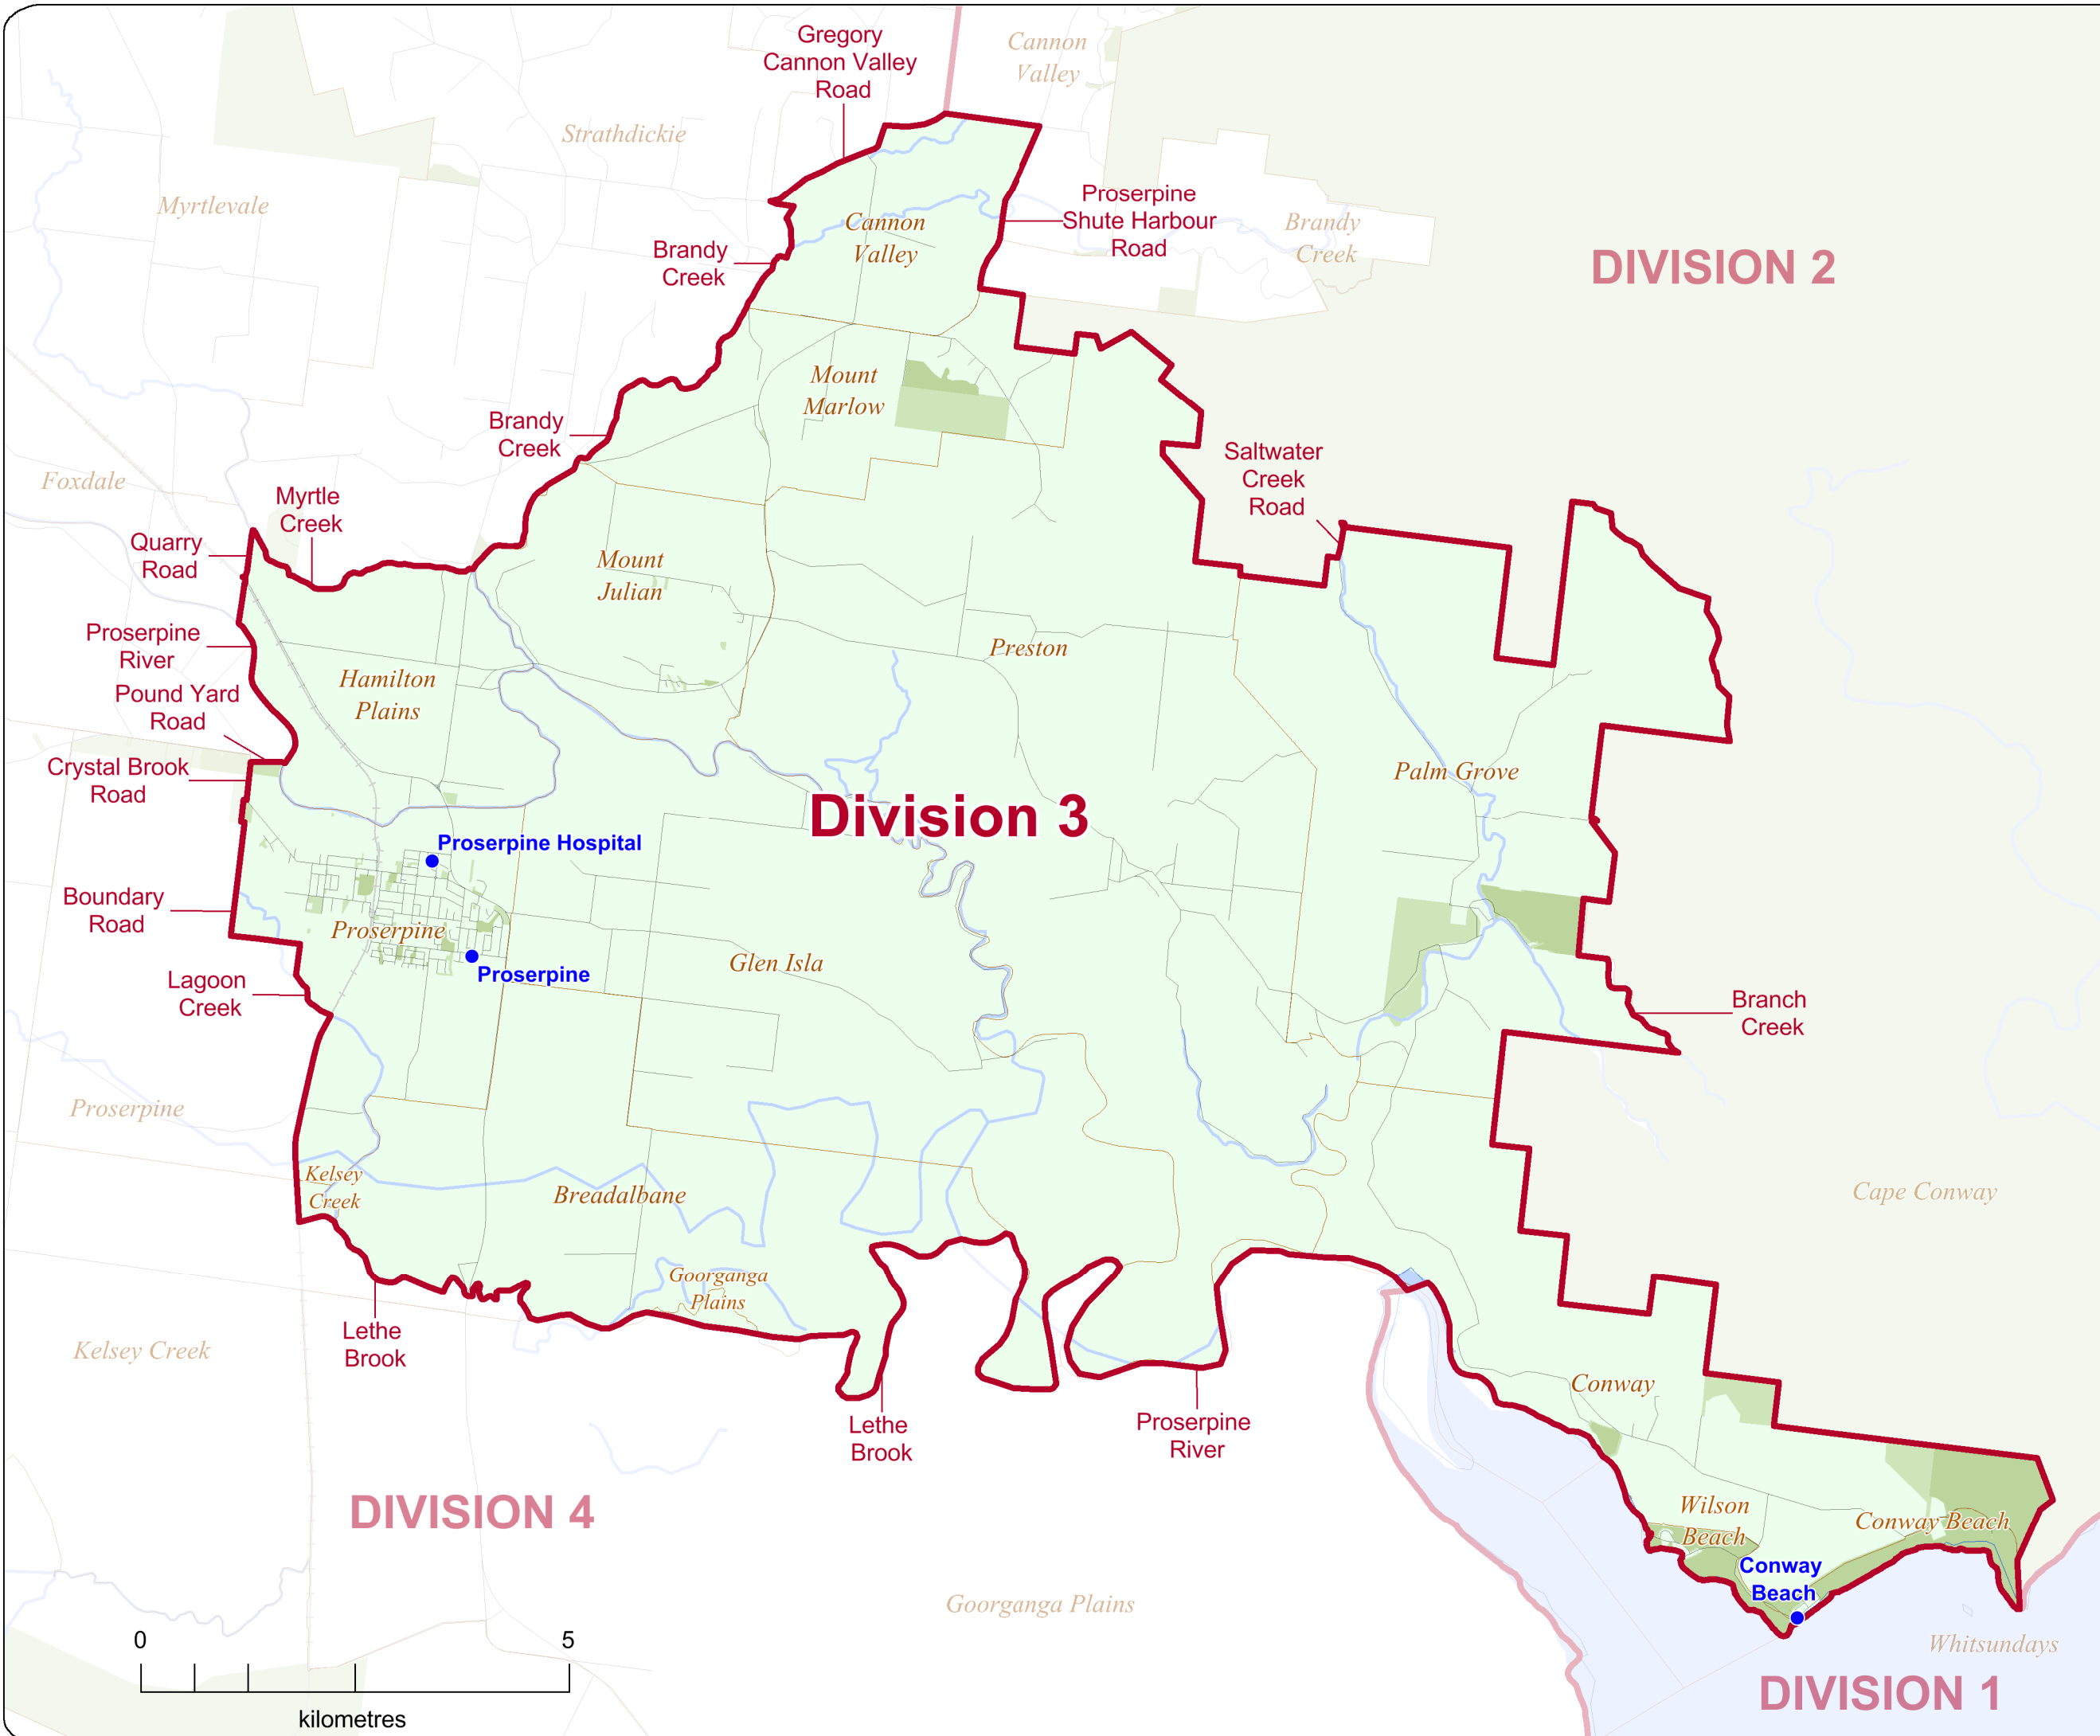 Gregory
Cannon Valley
Road
Cannon
Valley
Strathdickie
Myrtlevale
Proserpine
Shute Harbour
Road
Cannon
Valley
Brandy
Creek
Brandy
Creek
DIVISION 2
Mount
Marlow
Brandy
Creek
Saltwater
Creek
Road
Foxdale
Myrtle
Creek
Quarry
Road
Mount
Julian
Proserpine
River
Preston
Hamilton
Plains
Pound Yard
Road
Crystal Brook
Road
Palm Grove
Division 3
Proserpine Hospital
Boundary
Road
Proserpine
Glen Isla
Proserpine
Lagoon
Creek
Branch
Creek
Proserpine
Kelsey
Creek
Breadalbane
Cape Conway
Goorganga
Plains
Lethe
Brook
Kelsey Creek
Conway
Lethe
Brook
Proserpine
River
DIVISION 4
Wilson
Beach
Conway Beach
Conway
Beach
Goorganga Plains
Whitsundays
DIVISION 1
0 5
kilometres